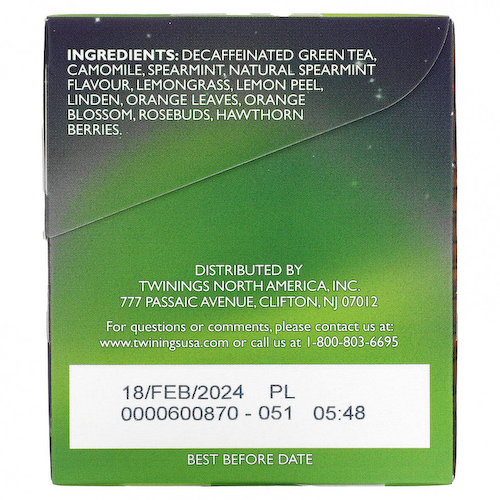 INGREDIENTS: DECAFFEINATED GREEN TEA,
CAMOMILE, SPEARMINT, NATURAL SPEARMINT
FLAVOUR, LEMONGRASS, LEMON PEEL,
LINDEN, ORANGE LEAVES, ORANGE
BLOSSOM, ROSEBUDS, HAWTHORN
BERRIES.
DISTRIBUTED BY
TWININGS NORTH AMERICA, INC.
777 PASSAIC AVENUE, CLIFTON, NJ 07012
For questions or comments, please contact us at:
www.twiningsusa.com or call us at 1-800-803-6695
18/FEB/2024 PL
0000600870 - 051 05:48
BEST BEFORE DATE